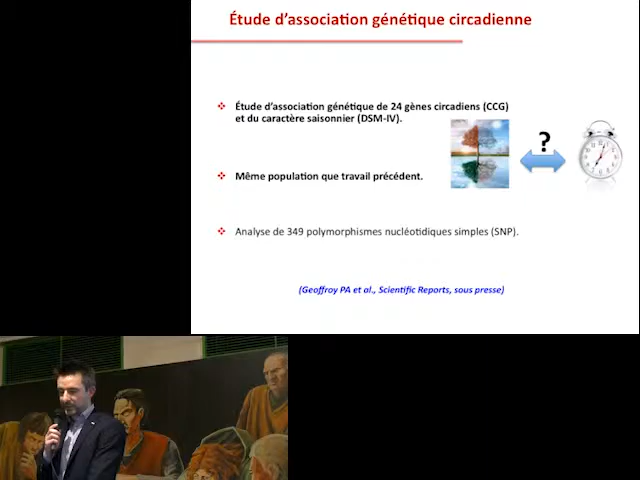 Étude d’association génétique circadienne
❖ Étude d’association génétique de 24 gènes circadiens (CCG)
et du caractère saisonnier (DSM-IV).
?
❖ Même population que travail précédent.
❖ Analyse de 349 polymorphismes nucléotidiques simples (SNP).
(Geoffroy PA et al., Scientific Reports, sous presse)